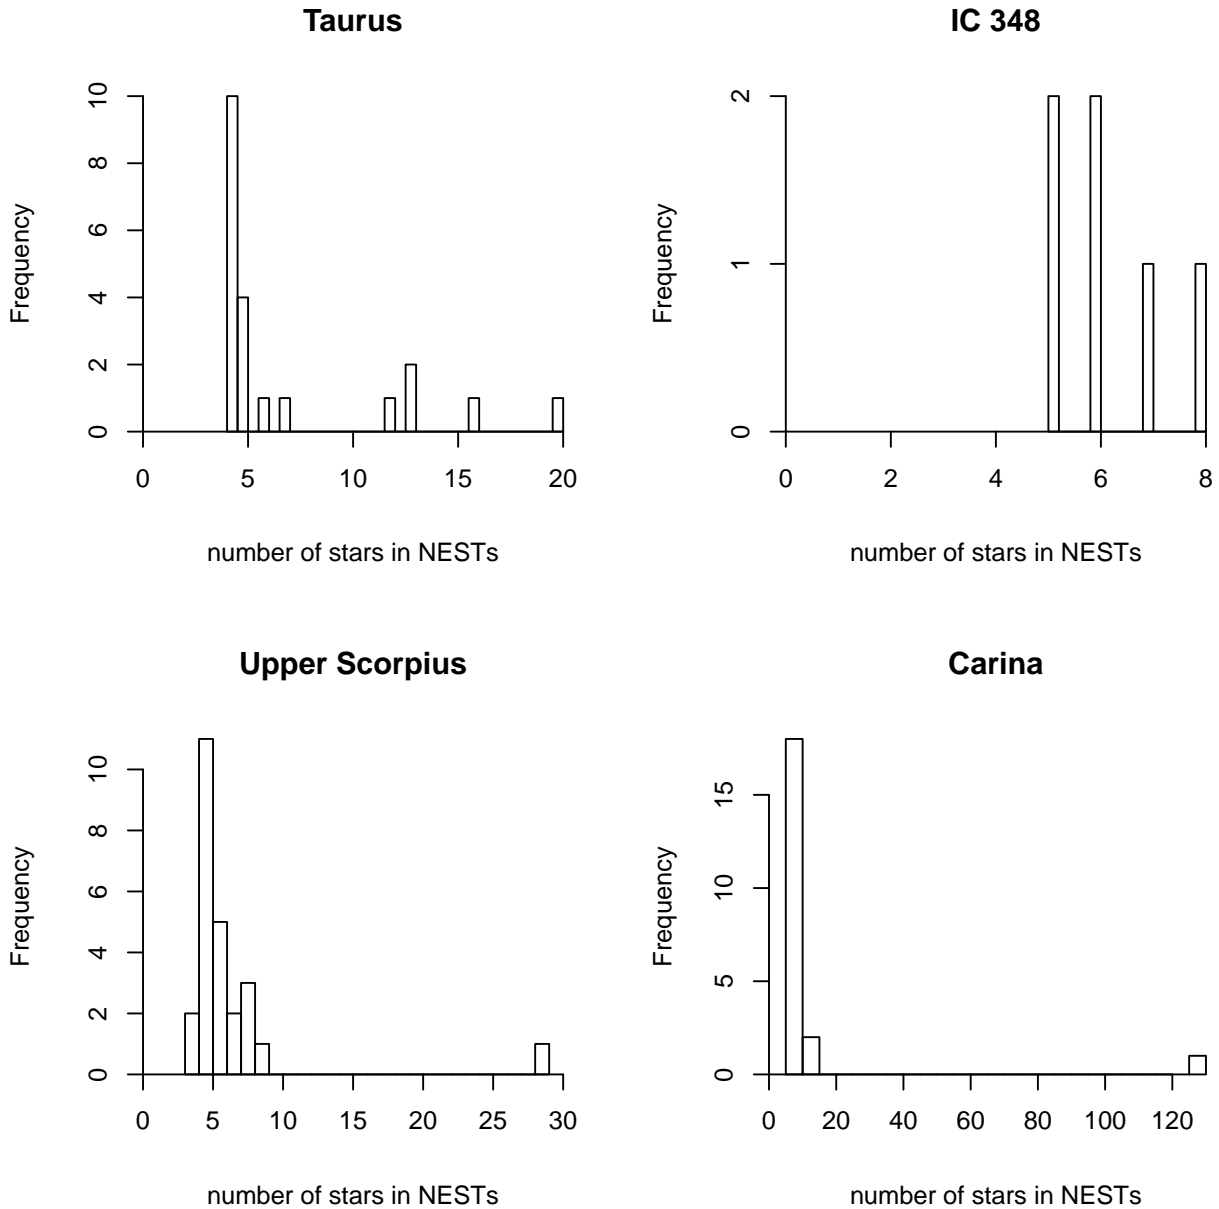 Taurus
Frequency
0 2 4 6 8 10
0 5 10 15 20
number of stars in NESTs
IC 348
Frequency
0 1 2
0 2 4 6 8
number of stars in NESTs
Upper Scorpius
Frequency
0 2 4 6 8 10
0 5 10 15 20 25 30
number of stars in NESTs
Carina
Frequency
0 5 10 15
0 20 40 60 80 100 120
number of stars in NESTs